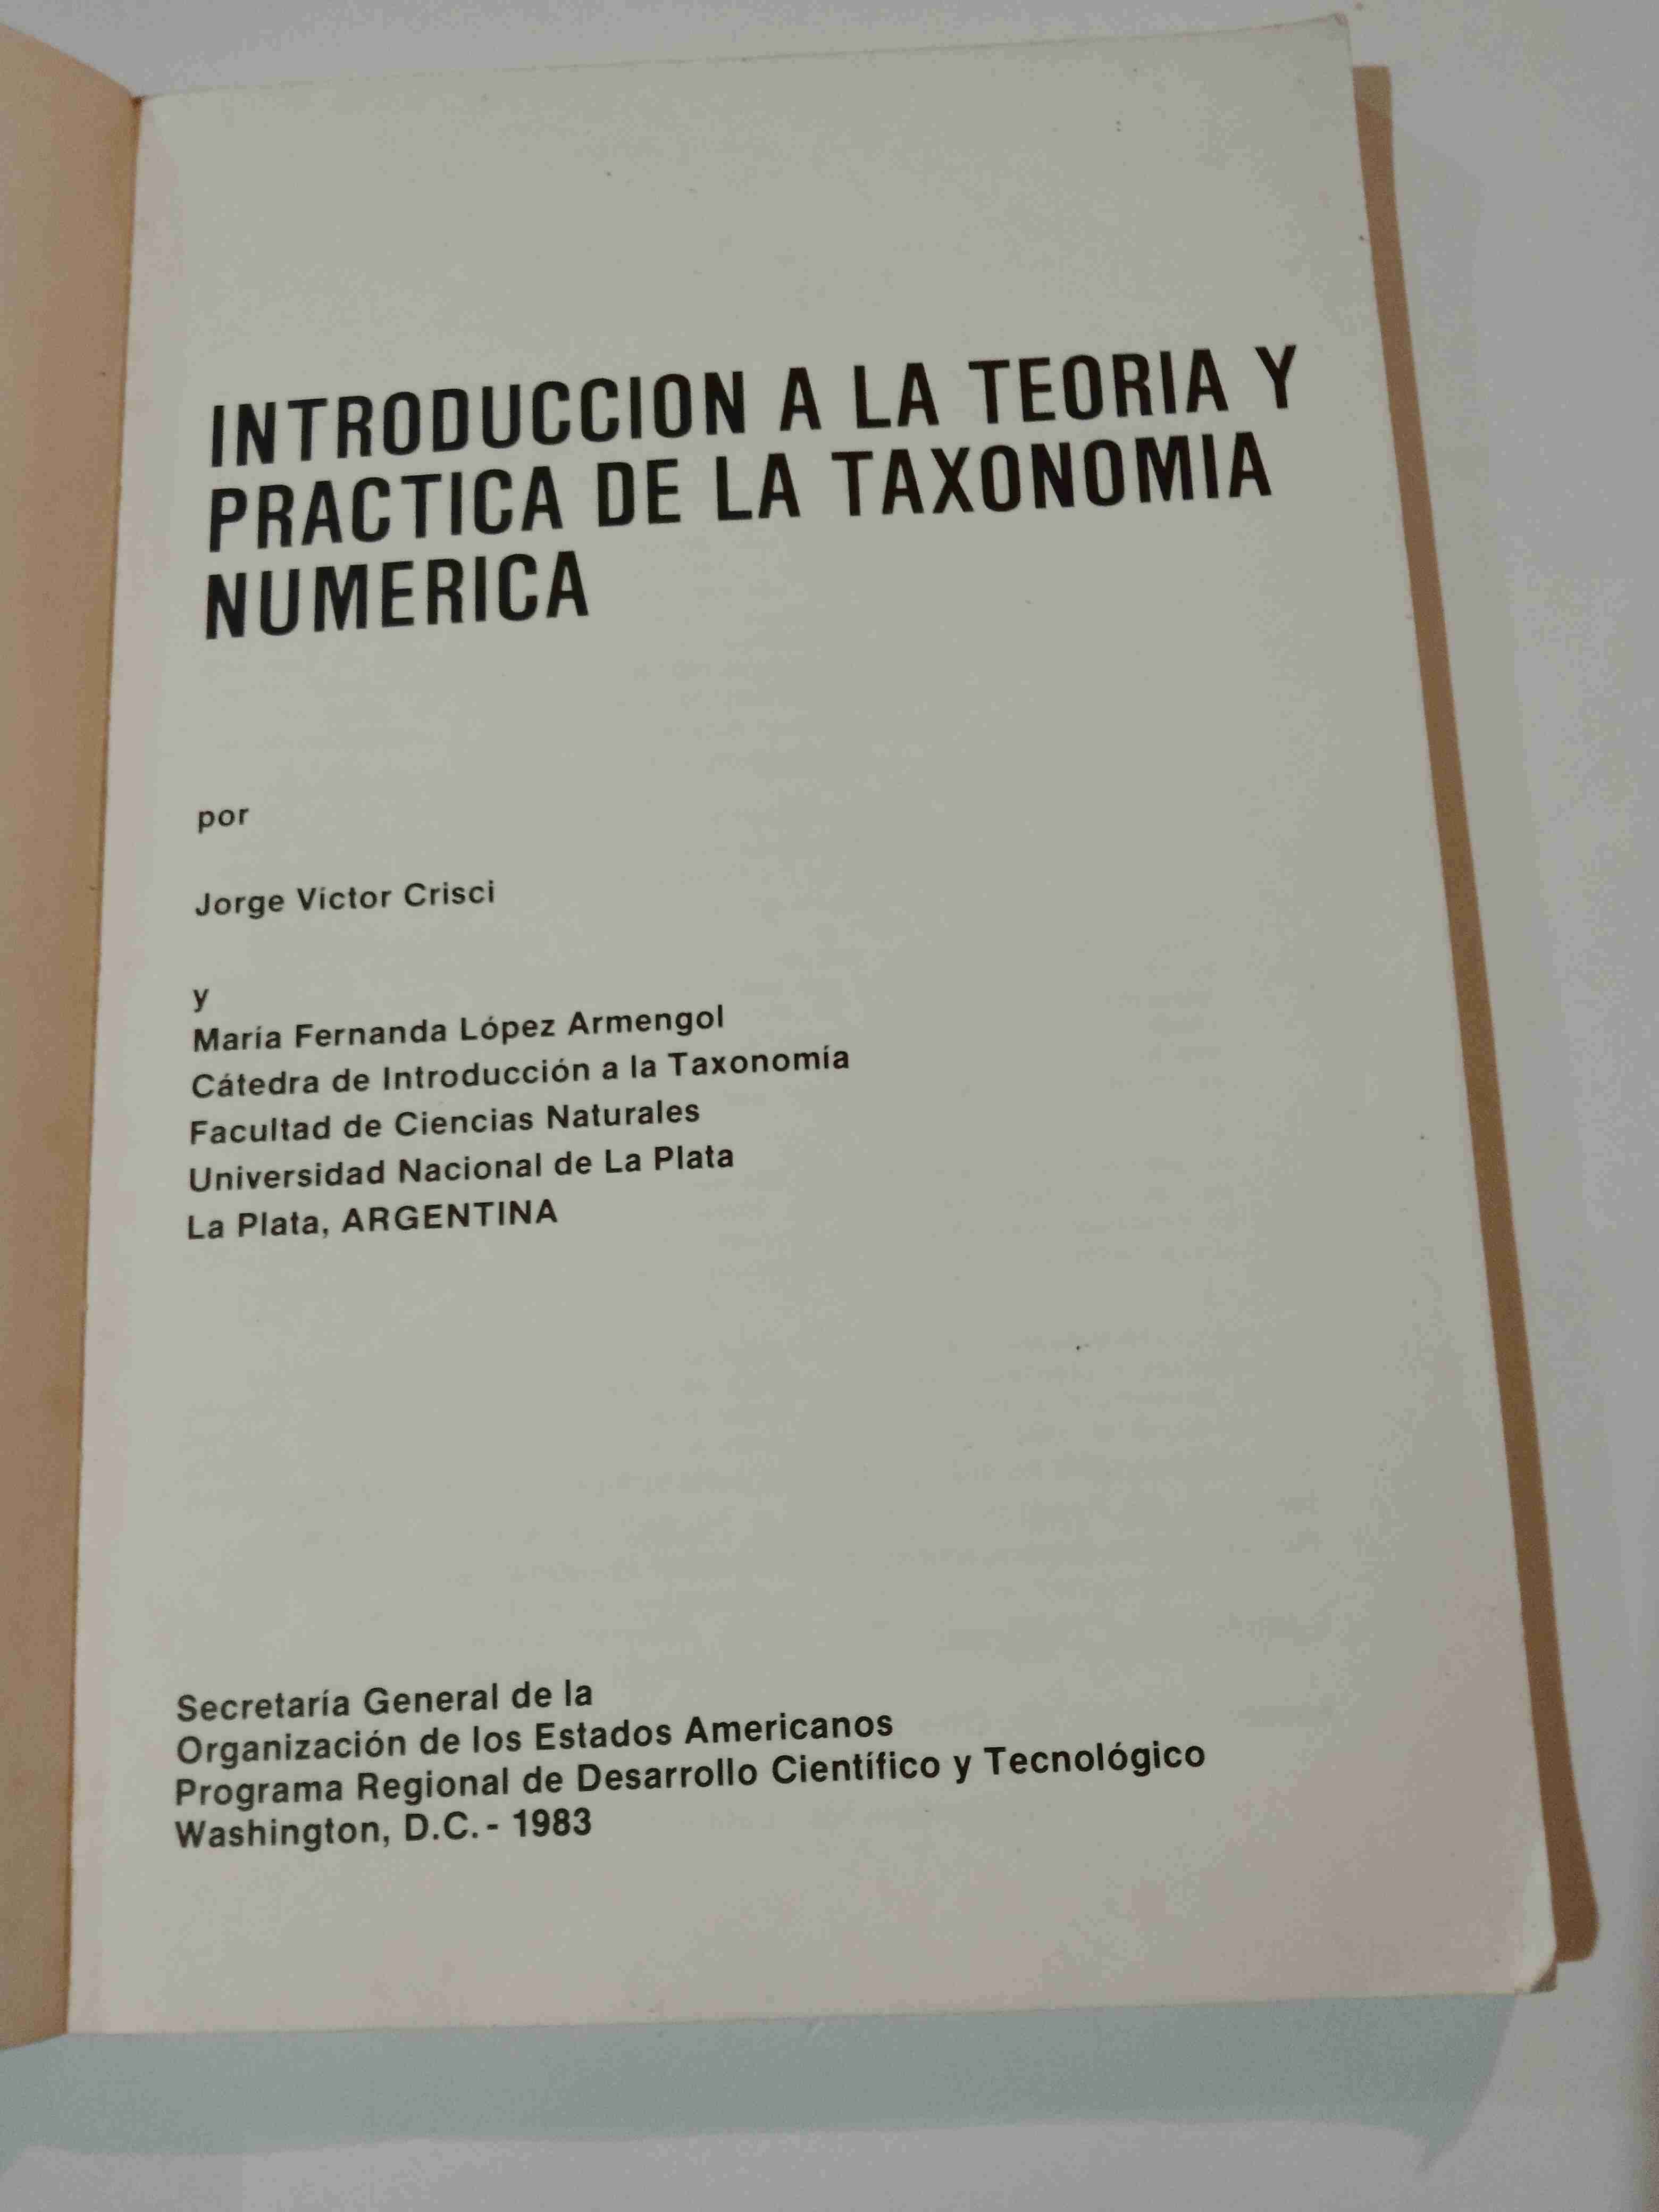 INTRODUCCION A LA TEORIA Y
PRACTICA DE LA TAXONOMIA
NUMERICA
por
Jorge Víctor Crisci
y
María Fernanda López Armengol
Cátedra de Introducción a la Taxonomía
Facultad de Ciencias Naturales
Universidad Nacional de La Plata
La Plata, ARGENTINA
Secretaría General de la
Organización de los Estados Americanos
Programa Regional de Desarrollo Científico y Tecnológico
Washington, D.C. - 1983